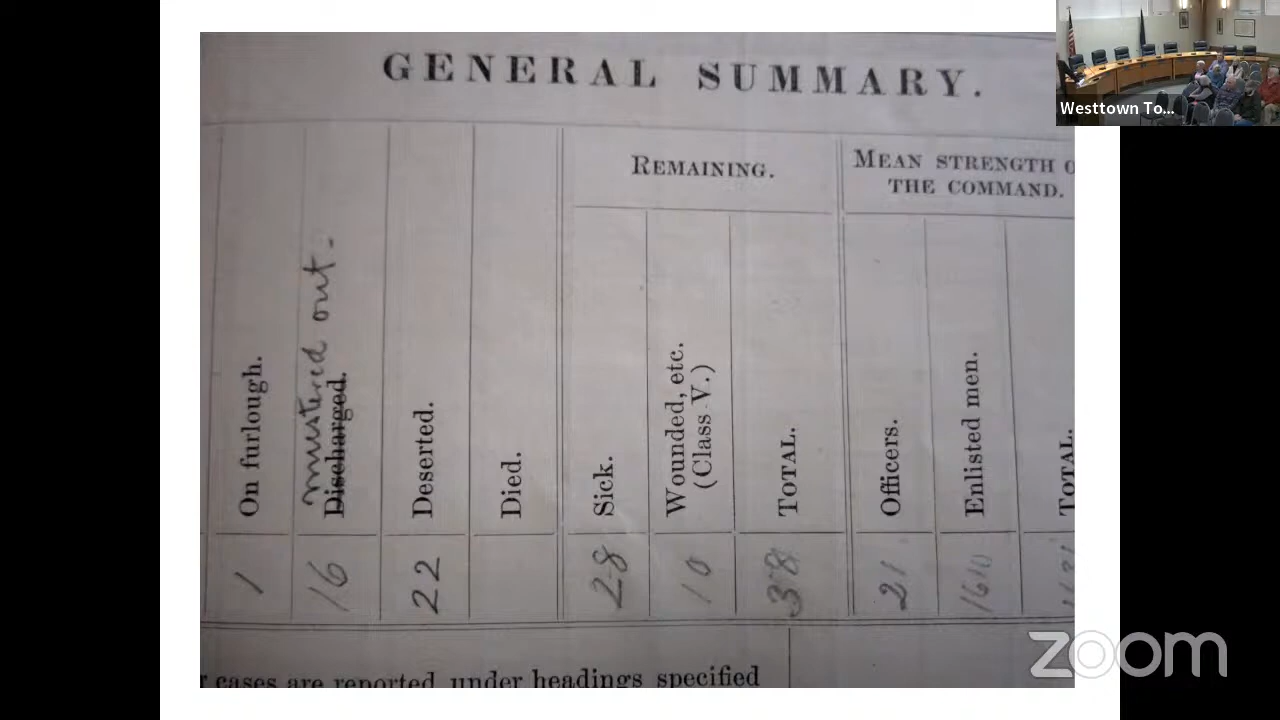 GENERAL SUMMARY.
REMAINING.
MEAN STRENGTH O
THE COMMAND.
On furlough.
mustered out.
Discharged.
Deserted.
Died.
Sick.
Wounded, etc.
(Class V.)
TOTAL.
Officers.
Enlisted men.
TOTAL.
1
16
22
28
10
38
21
1610
r cases are reported under headings specified
Westtown To...
zoom